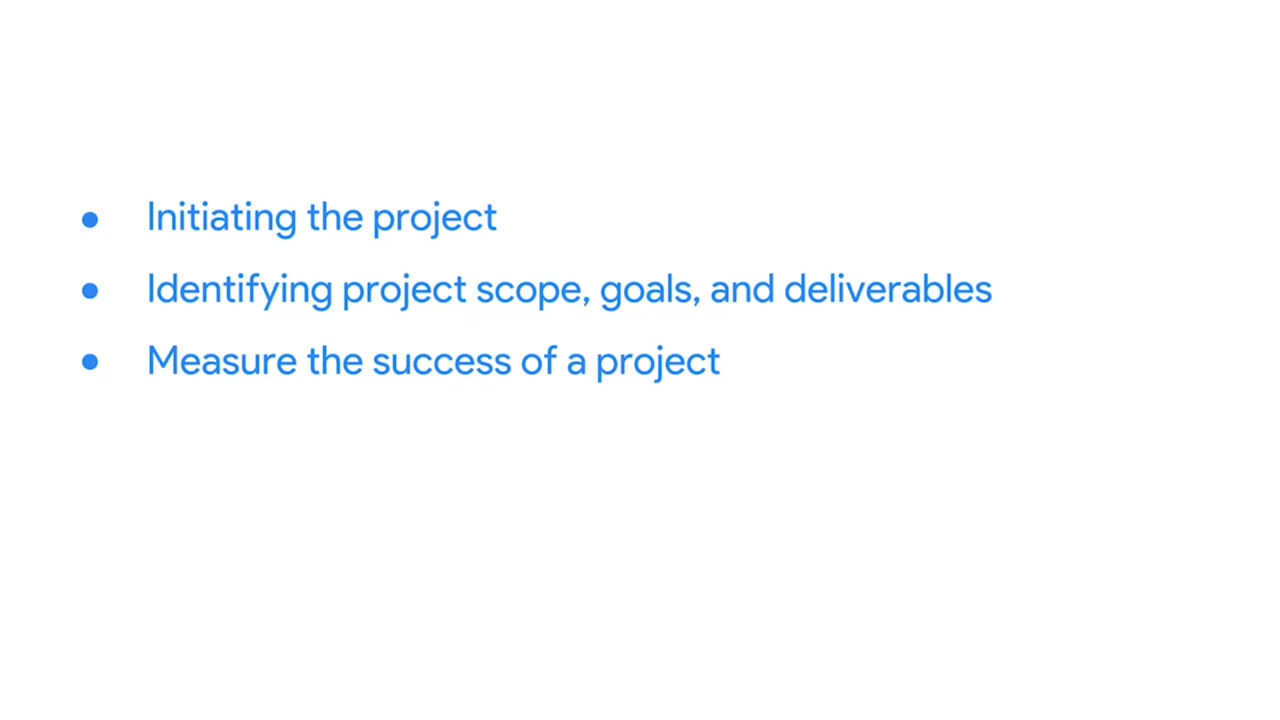 ● Initiating the project
● Identifying project scope, goals, and deliverables
● Measure the success of a project